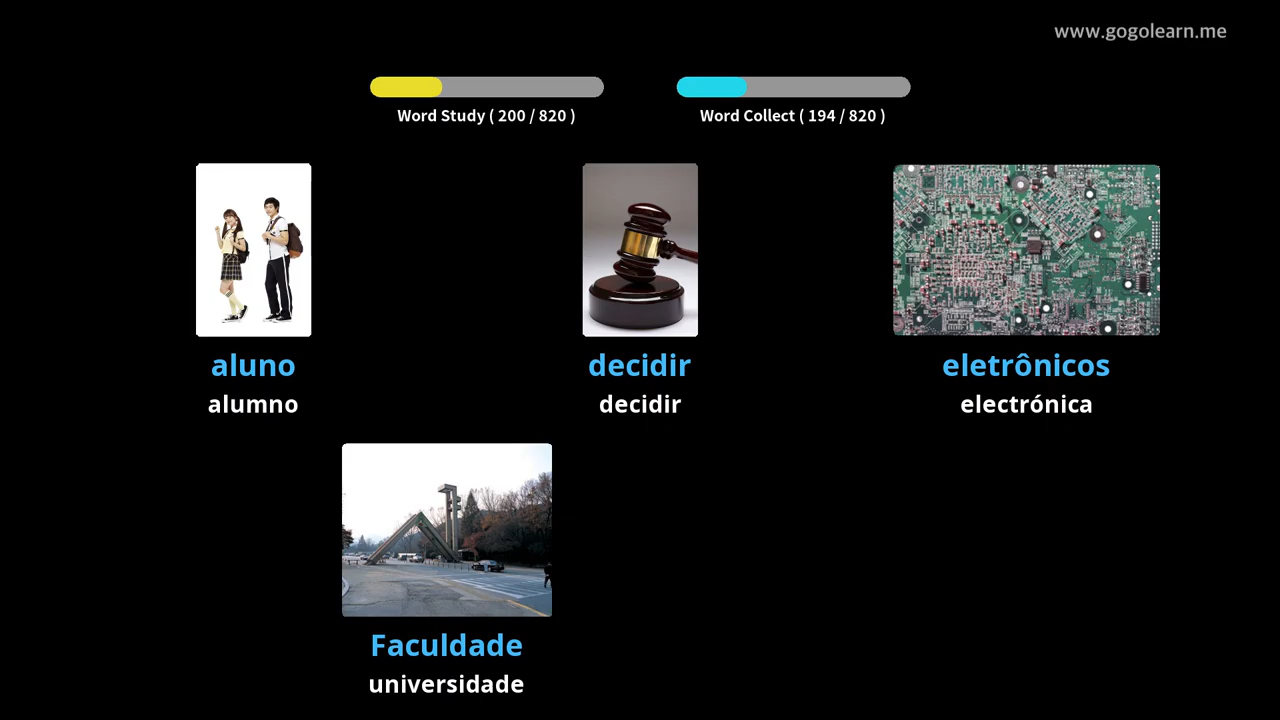 www.gogolearn.me
Word Study ( 200 / 820 )
Word Collect ( 194 / 820 )
aluno
alumno
decidir
decidir
eletrônicos
electrónica
Faculdade
universidade